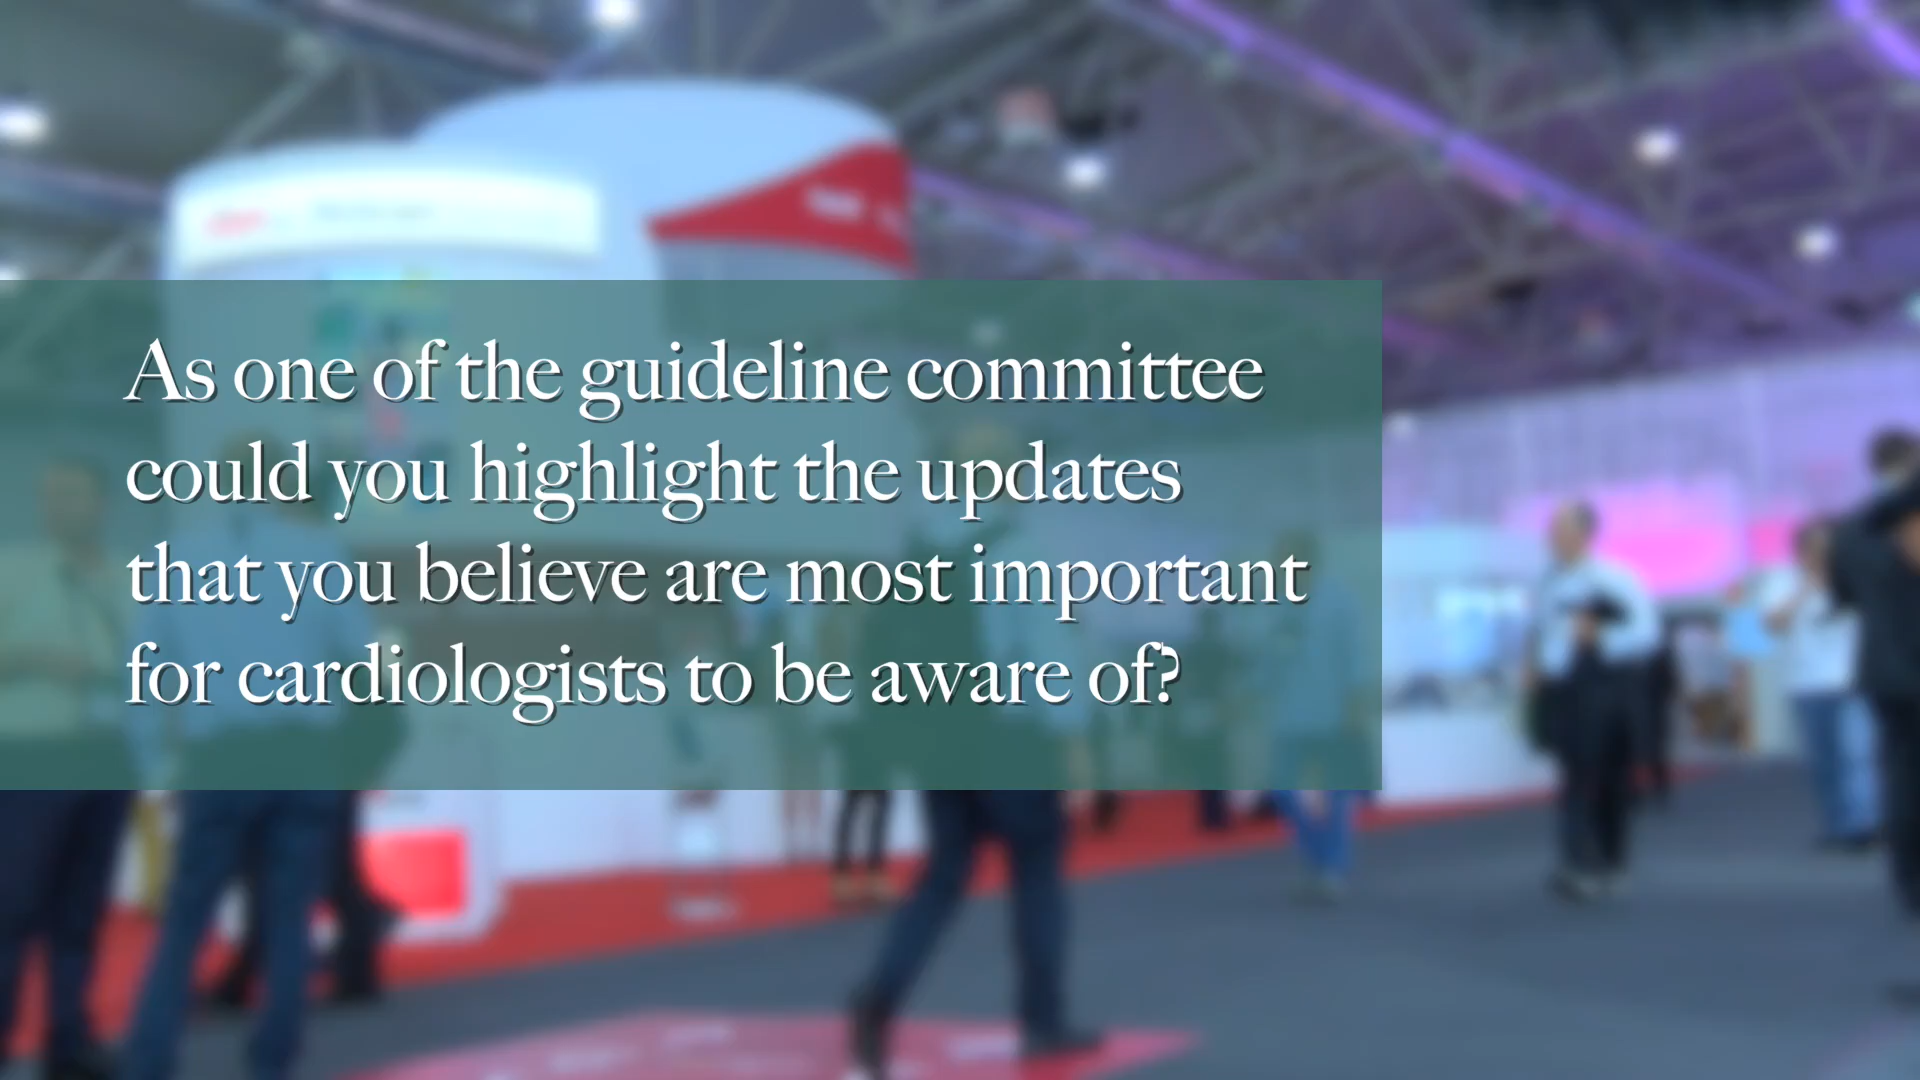 As one of the guideline committee
could you highlight the updates
that you believe are most important
for cardiologists to be aware of?